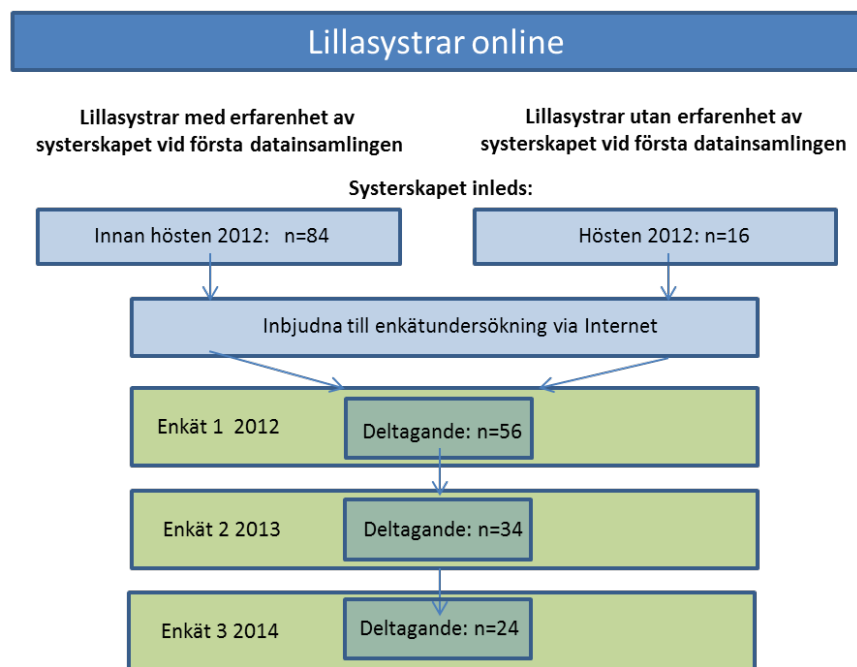 Lillasystrar online
Lillasystrar med erfarenhet av
systerskapet vid första datainsamlingen
Lillasystrar utan erfarenhet av
systerskapet vid första datainsamlingen
Systerskapet inleds:
Innan hösten 2012: n=84
Hösten 2012: n=16
Inbjudna till enkätundersökning via Internet
Enkät 1 2012
Deltagande: n=56
Enkät 2 2013
Deltagande: n=34
Enkät 3 2014
Deltagande: n=24